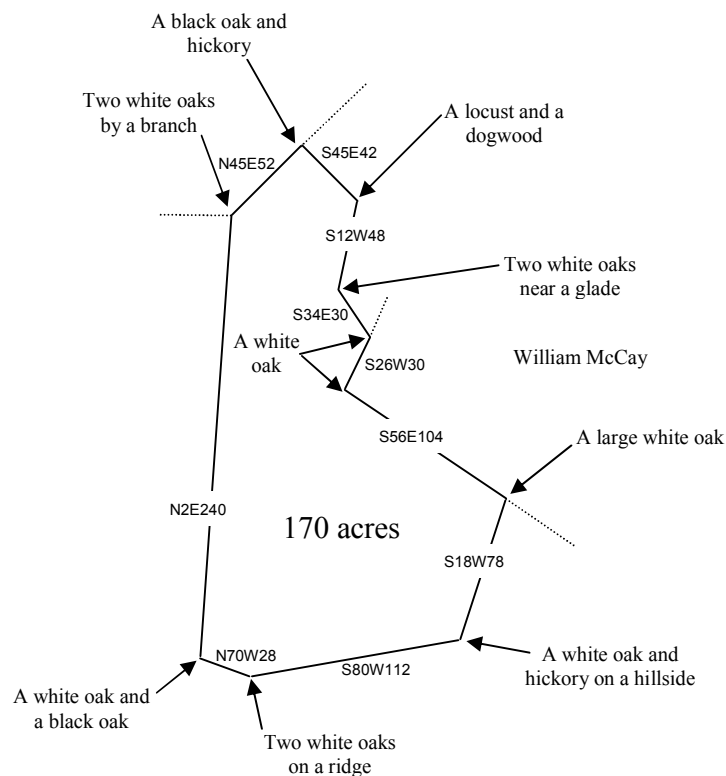 A black oak and
hickory
Two white oaks
by a branch
A locust and a
dogwood
N45E52
S45E42
S12W48
Two white oaks
near a glade
S34E30
A white
oak
S26W30
William McCay
S56E104
A large white oak
N2E240
170 acres
S18W78
N70W28
S80W112
A white oak and
hickory on a hillside
A white oak and
a black oak
Two white oaks
on a ridge